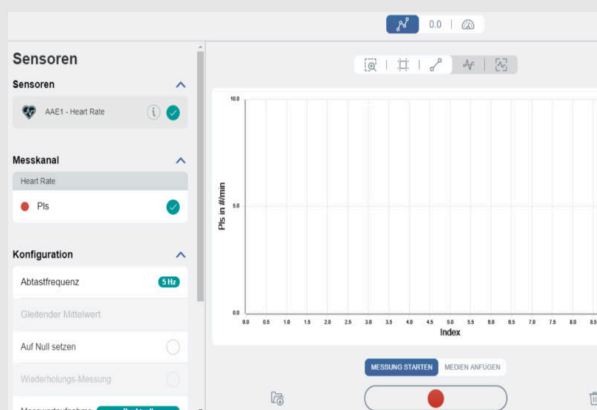 0.0
Sensoren
Sensoren
AAE1 - Heart Rate
i
Messkanal
Heart Rate
Pls
Konfiguration
Abtastfrequenz 5 Hz
Gleitender Mittelwert
Auf Null setzen
Wiederholungs-Messung
10.0
5.0
0.0
Pls in #/min
0.0 0.5 1.0 1.5 2.0 2.5 3.0 3.5 4.0 4.5 5.0 5.5 6.0 6.5 7.0 7.5 8.0 8.5
Index
MESSUNG STARTEN MEDIEN ANFÜGEN